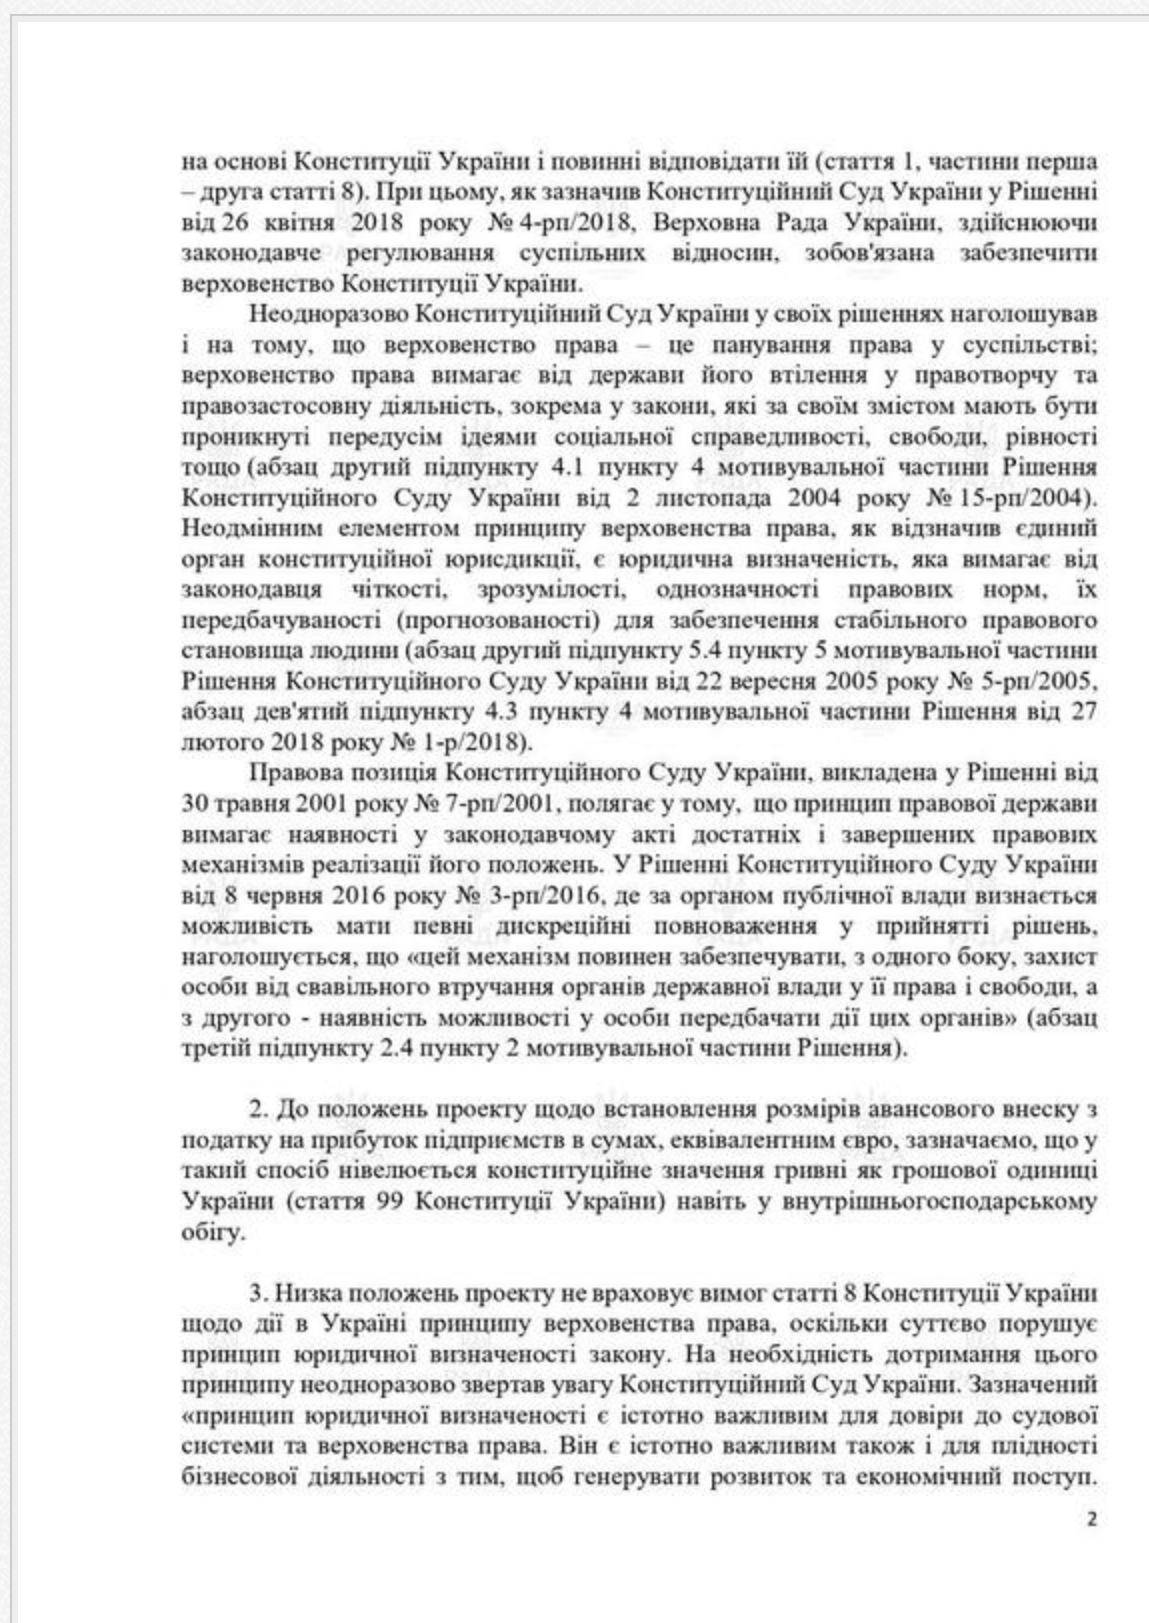 на основі Конституції України і повинні відповідати їй (стаття 1, частини перша
– друга статті 8). При цьому, як зазначив Конституційний Суд України у Рішенні
від 26 квітня 2018 року № 4-рп/2018, Верховна Рада України, здійснюючи
законодавче регулювання суспільних відносин, зобов'язана забезпечити
верховенство Конституції України.
Неодноразово Конституційний Суд України у своїх рішеннях наголошував
і на тому, що верховенство права – це панування права у суспільстві;
верховенство права вимагає від держави його втілення у правотворчу та
правозастосовну діяльність, зокрема у закони, які за своїм змістом мають бути
проникнуті передусім ідеями соціальної справедливості, свободи, рівності
тощо (абзац другий підпункту 4.1 пункту 4 мотивувальної частини Рішення
Конституційного Суду України від 2 листопада 2004 року № 15-рп/2004).
Неодмінним елементом принципу верховенства права, як відзначив єдиний
орган конституційної юрисдикції, є юридична визначеність, яка вимагає від
законодавця чіткості, зрозумілості, однозначності правових норм, їх
передбачуваності (прогнозованості) для забезпечення стабільного правового
становища людини (абзац другий підпункту 5.4 пункту 5 мотивувальної частини
Рішення Конституційного Суду України від 22 вересня 2005 року № 5-рп/2005,
абзац дев'ятий підпункту 4.3 пункту 4 мотивувальної частини Рішення від 27
лютого 2018 року № 1-р/2018).
Правова позиція Конституційного Суду України, викладена у Рішенні від
30 травня 2001 року № 7-рп/2001, полягає у тому, що принцип правової держави
вимагає наявності у законодавчому акті достатніх і завершених правових
механізмів реалізації його положень. У Рішенні Конституційного Суду України
від 8 червня 2016 року № 3-рп/2016, де за органом публічної влади визнається
можливість мати певні дискреційні повноваження у прийнятті рішень,
наголошується, що «цей механізм повинен забезпечувати, з одного боку, захист
особи від свавільного втручання органів державної влади у її права і свободи, а
з другого - наявність можливості у особи передбачати дії цих органів» (абзац
третій підпункту 2.4 пункту 2 мотивувальної частини Рішення).
2. До положень проекту щодо встановлення розмірів авансового внеску з
податку на прибуток підприємств в сумах, еквівалентним євро, зазначаємо, що у
такий спосіб нівелюється конституційне значення гривні як грошової одиниці
України (стаття 99 Конституції України) навіть у внутрішньогосподарському
обігу.
3. Низка положень проекту не враховує вимог статті 8 Конституції України
щодо дії в Україні принципу верховенства права, оскільки суттєво порушує
принцип юридичної визначеності закону. На необхідність дотримання цього
принципу неодноразово звертав увагу Конституційний Суд України. Зазначений
«принцип юридичної визначеності є істотно важливим для довіри до судової
системи та верховенства права. Він є істотно важливим також і для плідності
бізнесової діяльності з тим, щоб генерувати розвиток та економічний поступ.
2